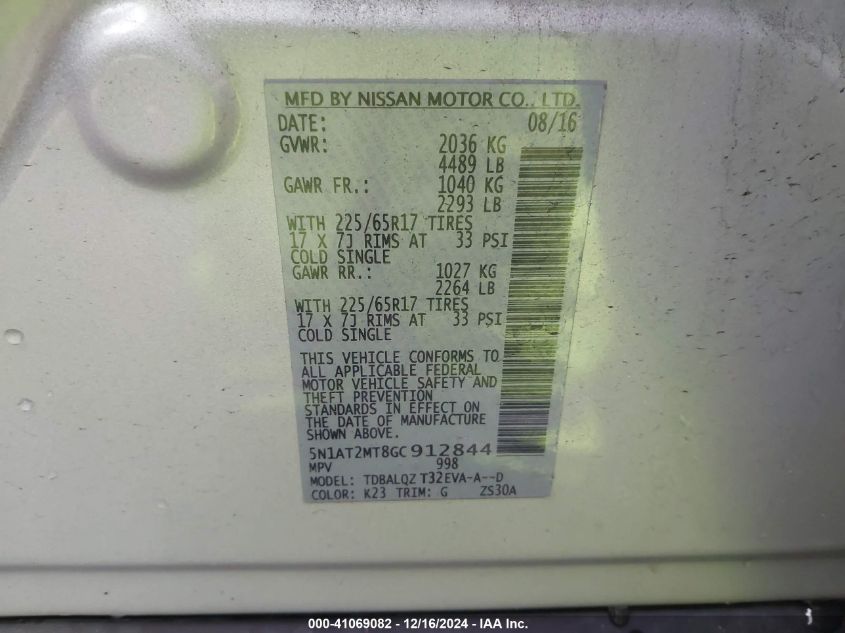 MFD BY NISSAN MOTOR CO., LTD.
DATE: 08/16
GVWR: 2036 KG
4489 LB
GAWR FR.: 1040 KG
2293 LB
WITH 225/65R17 TIRES
17 X 7J RIMS AT 33 PSI
COLD SINGLE
GAWR RR.: 1027 KG
2264 LB
WITH 225/65R17 TIRES
17 X 7J RIMS AT 33 PSI
COLD SINGLE
THIS VEHICLE CONFORMS TO
ALL APPLICABLE FEDERAL
MOTOR VEHICLE SAFETY AND
THEFT PREVENTION
STANDARDS IN EFFECT ON
THE DATE OF MANUFACTURE
SHOWN ABOVE.
5N1AT2MT8GC912844
MPV 998
MODEL: TDBALQZ T32EVA-A--D
COLOR: K23 TRIM: G ZS30A
000-41069082 - 12/16/2024 - IAA Inc.